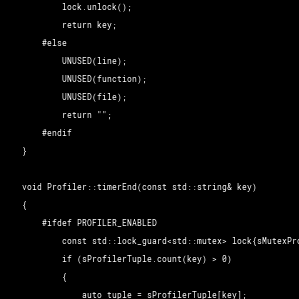 lock.unlock();
return key;
#else
UNUSED(line);
UNUSED(function);
UNUSED(file);
return "";
#endif
}
void Profiler::timerEnd(const std::string& key)
{
#ifdef PROFILER_ENABLED
const std::lock_guard<std::mutex> lock{sMutexPro
if (sProfilerTuple.count(key) > 0)
{
auto tuple = sProfilerTuple[key];